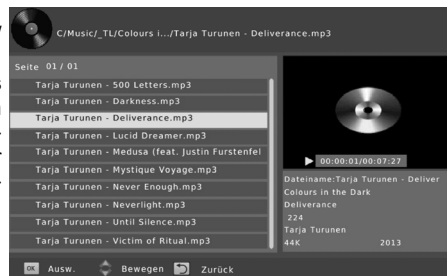 C/Music/_TL/Colours i.../Tarja Turunen - Deliverance.mp3
Seite 01 / 01
Tarja Turunen - 500 Letters.mp3
Tarja Turunen - Darkness.mp3
Tarja Turunen - Deliverance.mp3
Tarja Turunen - Lucid Dreamer.mp3
Tarja Turunen - Medusa (feat. Justin Furstenfel
Tarja Turunen - Mystique Voyage.mp3
Tarja Turunen - Never Enough.mp3
Tarja Turunen - Neverlight.mp3
Tarja Turunen - Until Silence.mp3
Tarja Turunen - Victim of Ritual.mp3
00:00:01/00:07:27
Dateiname:Tarja Turunen - Deliver
Colours in the Dark
Deliverance
224
Tarja Turunen
44K 2013
OK Ausw. Bewegen Zurück